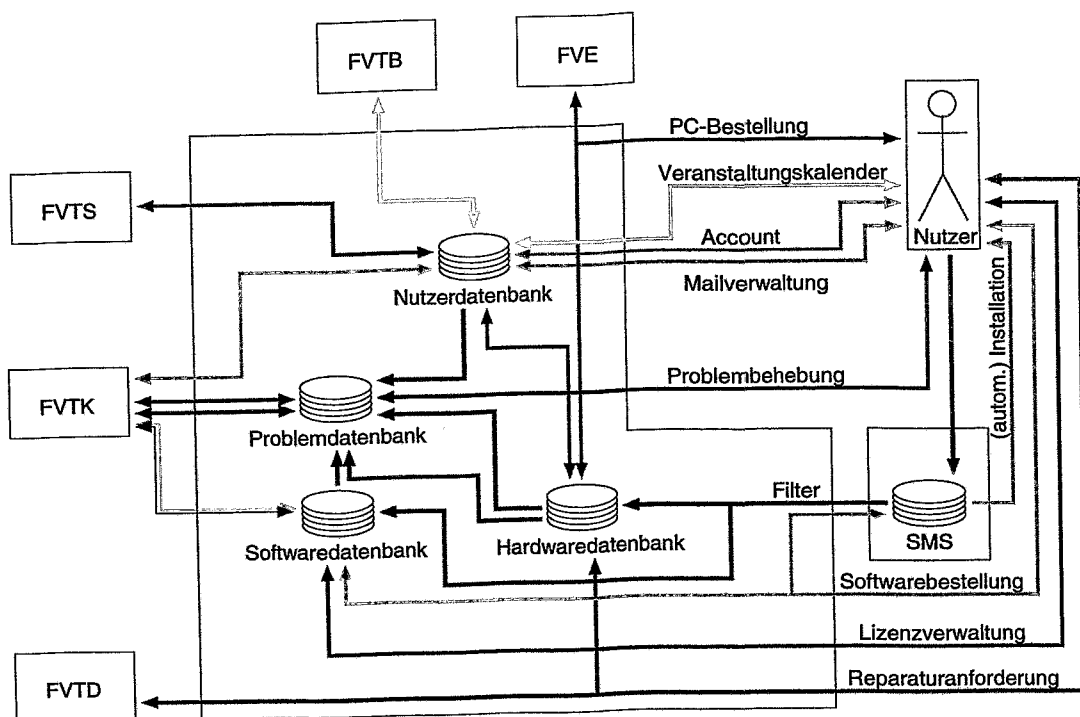 FVTB
FVE
PC-Bestellung
Veranstaltungskalender
FVTS
Account
Nutzer
Mailverwaltung
Nutzerdatenbank
(autom.) Installation
Problembehebung
FVTK
Problemdatenbank
Filter
Softwaredatenbank
Hardwaredatenbank
SMS
Softwarebestellung
Lizenzverwaltung
Reparaturanforderung
FVTD